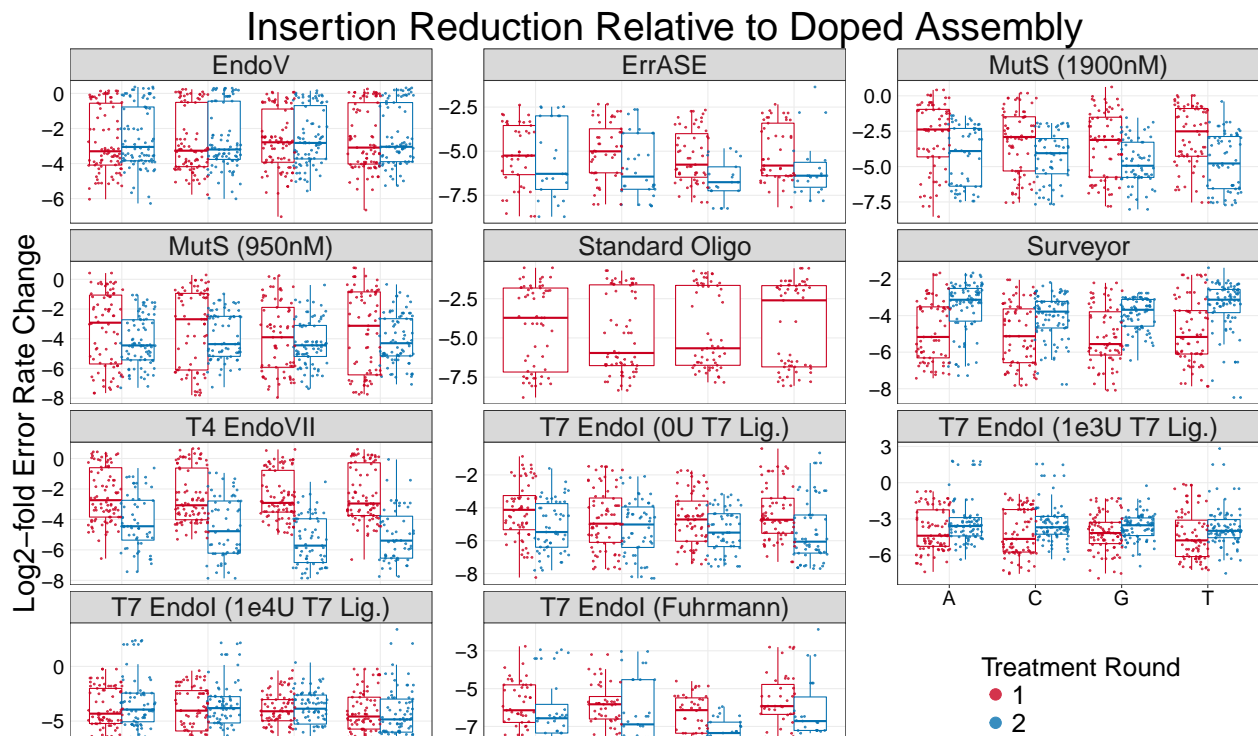 Insertion Reduction Relative to Doped Assembly
EndoV
ErrASE
MutS (1900nM)
0
−2
−4
−6
−2.5
−5.0
−7.5
0.0
−2.5
−5.0
−7.5
MutS (950nM)
Standard Oligo
Surveyor
0
−2
−4
−6
−8
−2.5
−5.0
−7.5
−2
−4
−6
−8
Log2−fold Error Rate Change
T4 EndoVII
T7 EndoI (0U T7 Lig.)
T7 EndoI (1e3U T7 Lig.)
0
−2
−4
−6
−8
−2
−4
−6
−8
3
0
−3
−6
A C G T
T7 EndoI (1e4U T7 Lig.)
T7 EndoI (Fuhrmann)
0
−5
−3
−5
−7
Treatment Round
1
2